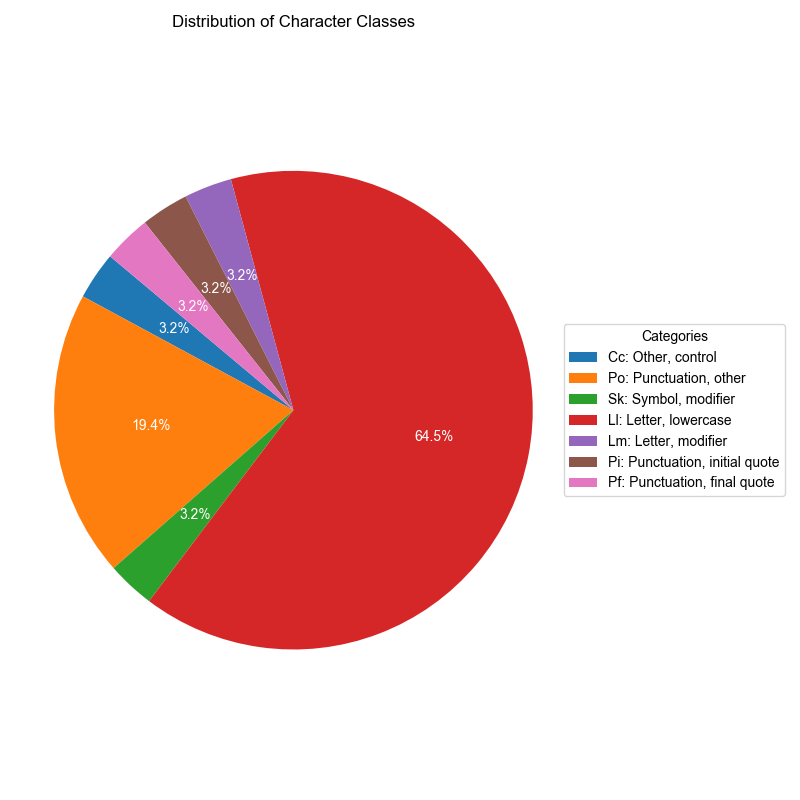 Distribution of Character Classes
3.2%
3.2%
3.2%
3.2%
19.4%
64.5%
3.2%
Categories
Cc: Other, control
Po: Punctuation, other
Sk: Symbol, modifier
Ll: Letter, lowercase
Lm: Letter, modifier
Pi: Punctuation, initial quote
Pf: Punctuation, final quote